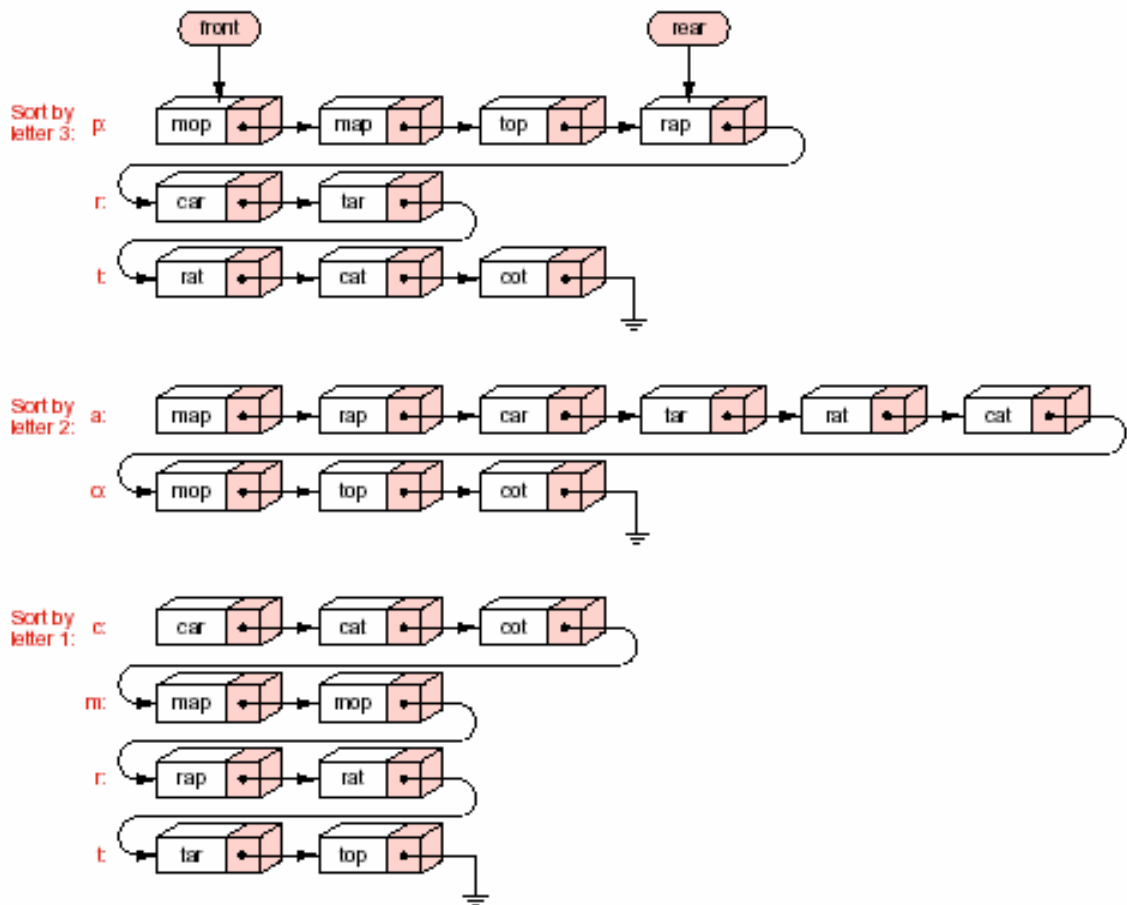 front rear
Sort by
letter 3: p: mop map top rap
r: car tar
t: rat cat cot
Sort by
letter 2: a: map rap car tar rat cat
o: mop top cot
Sort by
letter 1: c: car cat cot
m: map mop
r: rap rat
t: tar top